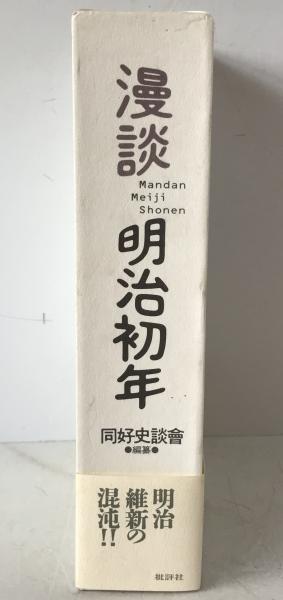 漫談
Mandan
Meiji
Shonen
明治初年
同好史談會
●編纂●
明治
維新の
混沌!!
批評社